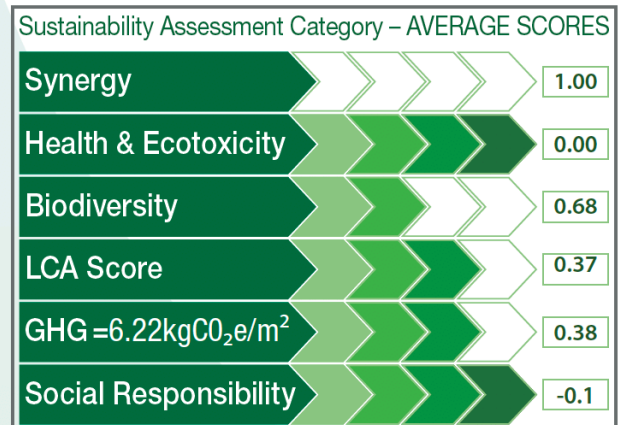 Sustainability Assessment Category – AVERAGE SCORES
Synergy 1.00
Health & Ecotoxicity 0.00
Biodiversity 0.68
LCA Score 0.37
GHG =6.22kgC0₂e/m² 0.38
Social Responsibility -0.1